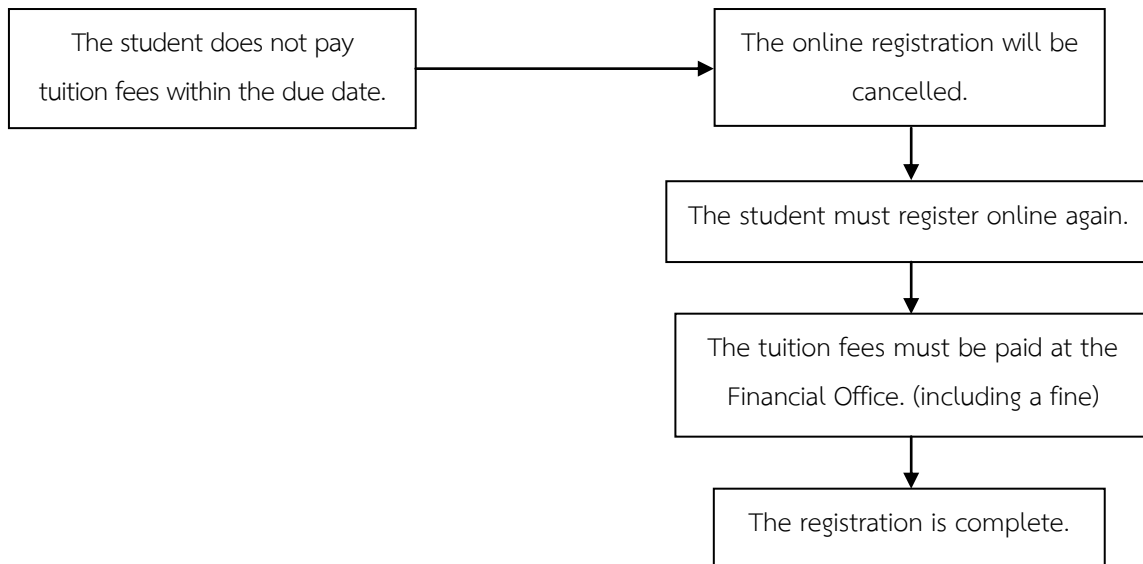 The student does not pay
tuition fees within the due date.
The online registration will be
cancelled.
The student must register online again.
The tuition fees must be paid at the
Financial Office. (including a fine)
The registration is complete.